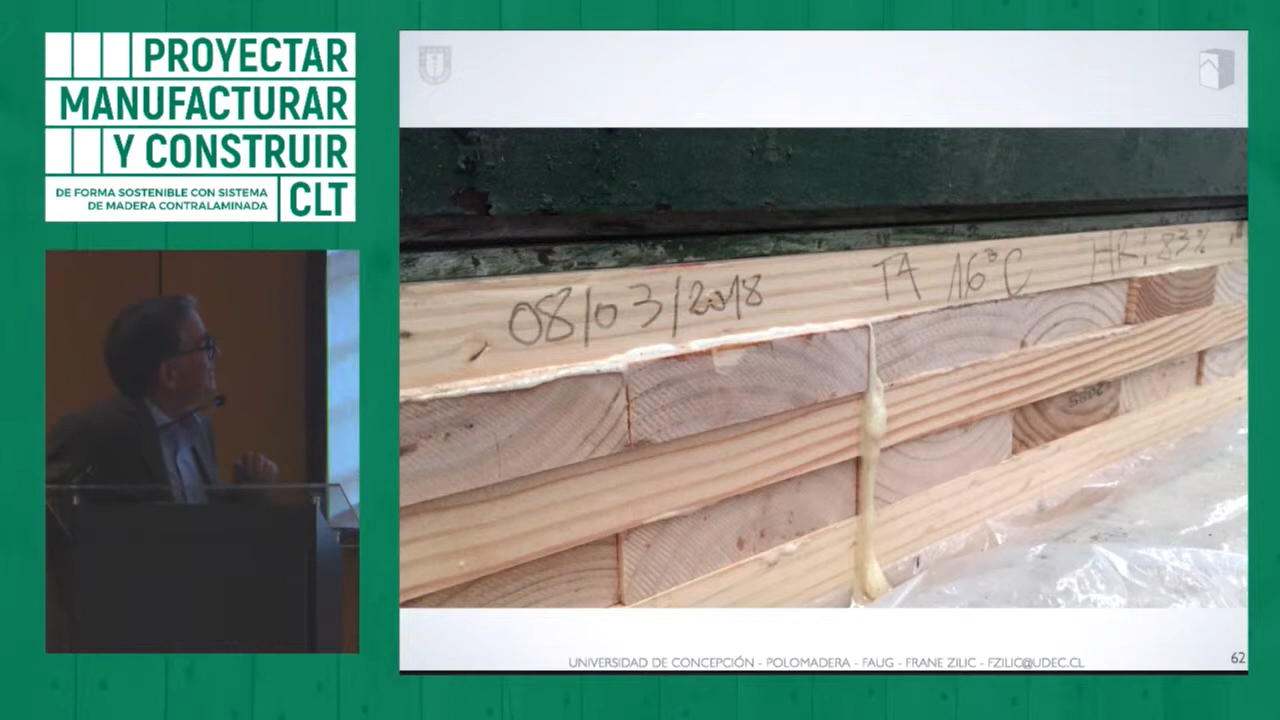 PROYECTAR
MANUFACTURAR
Y CONSTRUIR
DE FORMA SOSTENIBLE CON SISTEMA
DE MADERA CONTRALAMINADA
CLT
08/03/2018 TA 16°C HR: 83%
UNIVERSIDAD DE CONCEPCIÓN - POLOMADERA - FAUG - FRANE ZILIC - FZILIC@UDEC.CL
62